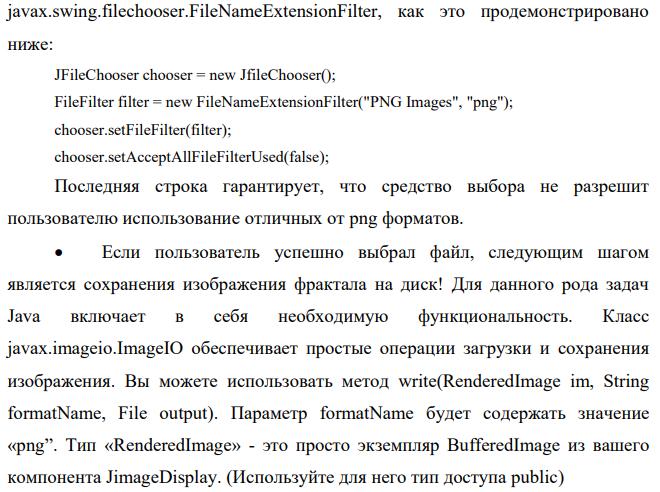 javax.swing.filechooser.FileNameExtensionFilter, как это продемонстрировано
ниже:
JFileChooser chooser = new JfileChooser();
FileFilter filter = new FileNameExtensionFilter("PNG Images", "png");
chooser.setFileFilter(filter);
chooser.setAcceptAllFileFilterUsed(false);
Последняя строка гарантирует, что средство выбора не разрешит
пользователю использование отличных от png форматов.
• Если пользователь успешно выбрал файл, следующим шагом
является сохранения изображения фрактала на диск! Для данного рода задач
Java включает в себя необходимую функциональность. Класс
javax.imageio.ImageIO обеспечивает простые операции загрузки и сохранения
изображения. Вы можете использовать метод write(RenderedImage im, String
formatName, File output). Параметр formatName будет содержать значение
«png”. Тип «RenderedImage» - это просто экземпляр BufferedImage из вашего
компонента JimageDisplay. (Используйте для него тип доступа public)